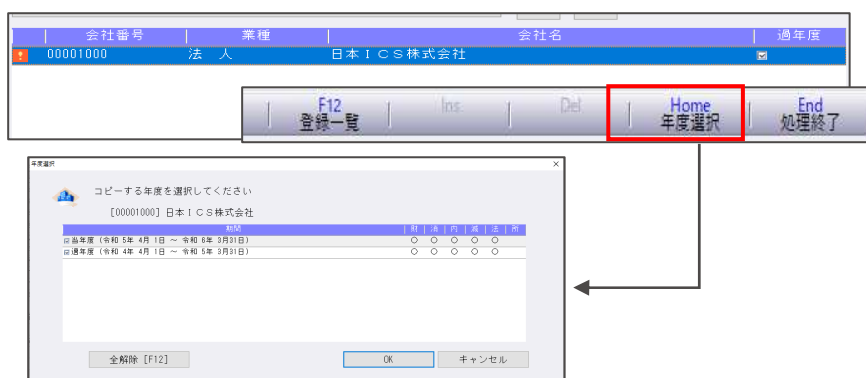 会社番号 業種 会社名 過年度
00001000 法 人 日本ICS株式会社
F12 Ins Del Home End
登録一覧 年度選択 処理終了
年度選択
コピーする年度を選択してください
[00001000] 日本ICS株式会社
期間 財 消 内 減 法 所
当年度 (令和 5年 4月 1日 ～ 令和 6年 3月31日) ○ ○ ○ ○ ○
過年度 (令和 4年 4月 1日 ～ 令和 5年 3月31日) ○ ○ ○ ○ ○
全解除 [F12] OK キャンセル